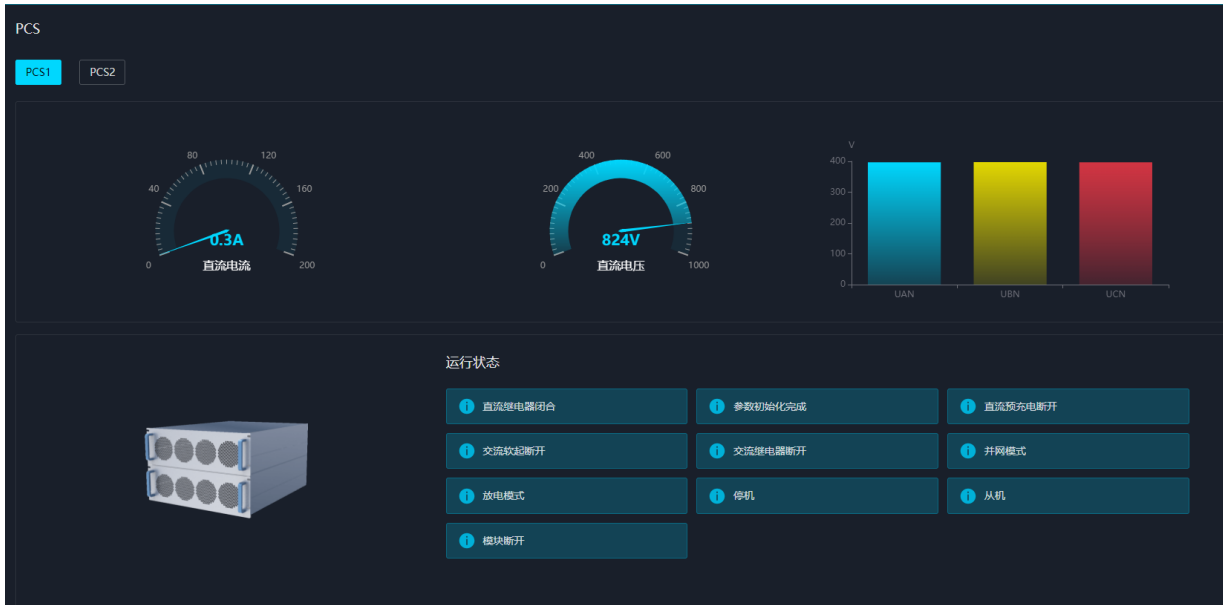 PCS
PCS1 PCS2
0 40 80 120 160 200
0.3A
直流电流
0 200 400 600 800 1000
824V
直流电压
V
400
300
200
100
0
UAN UBN UCN
运行状态
直流继电器闭合 参数初始化完成 直流预充电断开
交流软起断开 交流继电器断开 并网模式
放电模式 停机 从机
模块断开